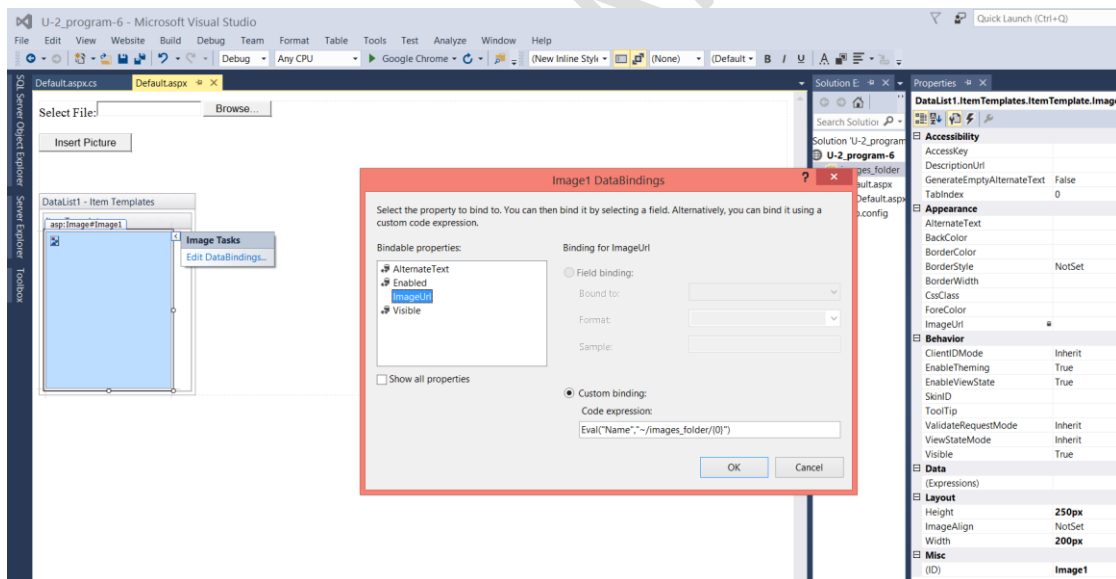 U-2_program-6 - Microsoft Visual Studio
Quick Launch (Ctrl+Q)
File Edit View Website Build Debug Team Format Table Tools Test Analyze Window Help
Debug Any CPU Google Chrome (New Inline Style (None) (Default B I U A
SQL Server Object Explorer
Server Explorer
Toolbox
Default.aspx.cs Default.aspx
Select File: Browse...
Insert Picture
DataList1 - Item Templates
asp:Image#Image1
Image Tasks
Edit DataBindings...
Image1 DataBindings ? ×
Select the property to bind to. You can then bind it by selecting a field. Alternatively, you can bind it using a
custom code expression.
Bindable properties:
AlternateText
Enabled
ImageUrl
Visible
Show all properties
Binding for ImageUrl
Field binding:
Bound to:
Format:
Sample:
Custom binding:
Code expression:
Eval("Name","~/images_folder/{0}")
OK Cancel
Solution E
Search Solution
Solution 'U-2_program
U-2_program-6
ges_folder
ault.aspx
Default.aspx
.config
Properties
DataList1.ItemTemplates.ItemTemplate.Image
Accessibility
AccessKey
DescriptionUrl
GenerateEmptyAlternateText False
TabIndex 0
Appearance
AlternateText
BackColor
BorderColor
BorderStyle NotSet
BorderWidth
CssClass
ForeColor
ImageUrl
Behavior
ClientIDMode Inherit
EnableTheming True
EnableViewState True
SkinID
ToolTip
ValidateRequestMode Inherit
ViewStateMode Inherit
Visible True
Data
(Expressions)
Layout
Height 250px
ImageAlign NotSet
Width 200px
Misc
(ID) Image1